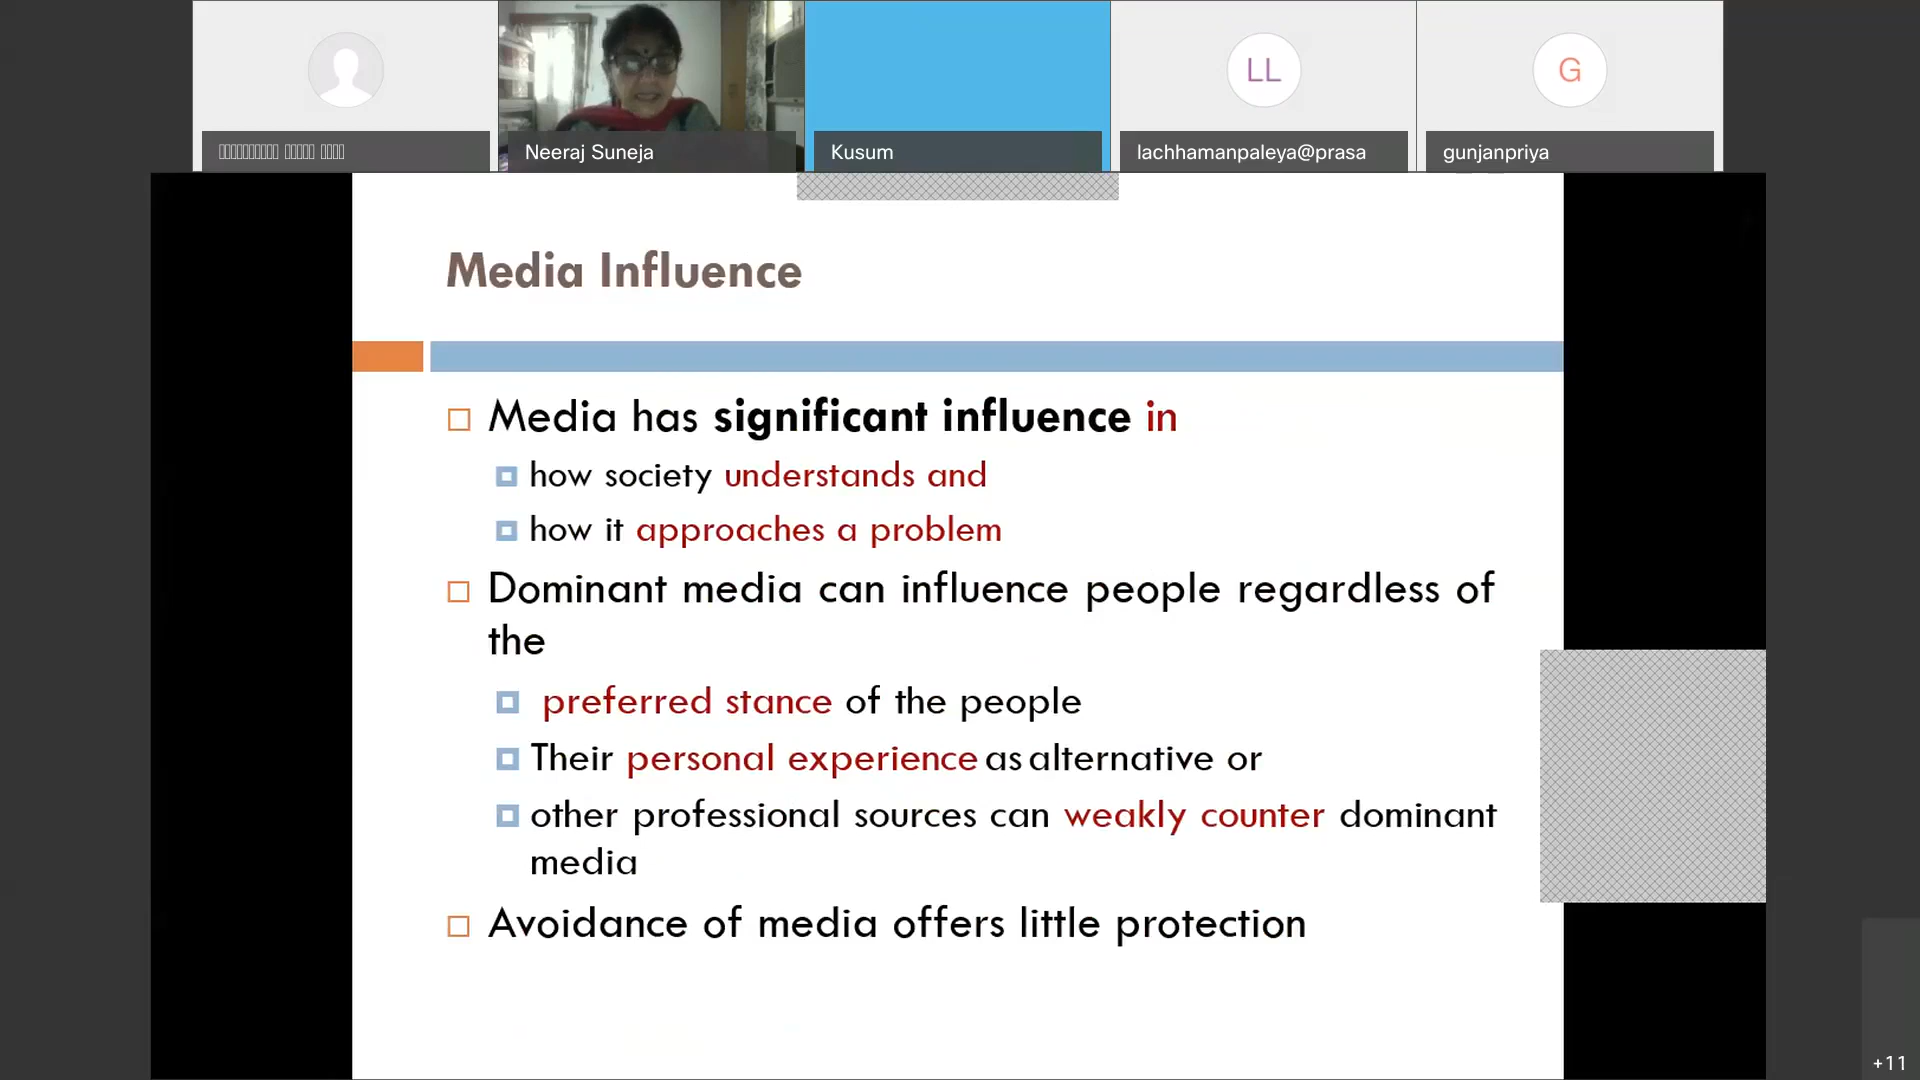 Neeraj Suneja
Kusum
LL
lachhamanpaleya@prasa
G
gunjanpriya
Media Influence
Media has significant influence in
how society understands and
how it approaches a problem
Dominant media can influence people regardless of
the
preferred stance of the people
Their personal experience as alternative or
other professional sources can weakly counter dominant
media
Avoidance of media offers little protection
+11